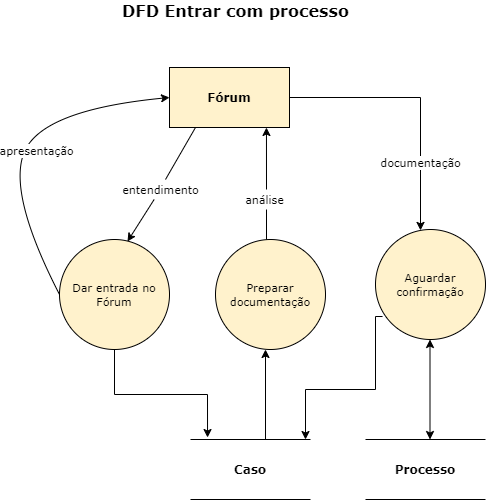 DFD Entrar com processo
Fórum
apresentação
entendimento
análise
documentação
Dar entrada no
Fórum
Preparar
documentação
Aguardar
confirmação
Caso
Processo